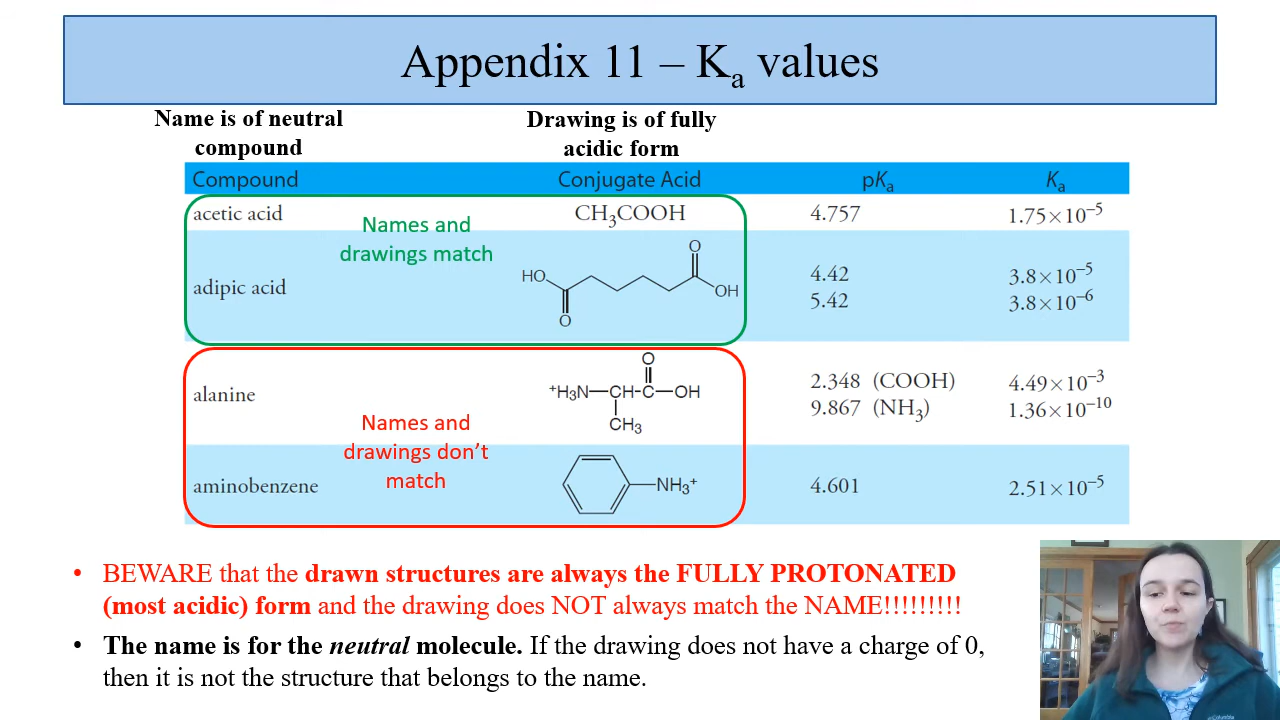 Appendix 11 – Ka values
Name is of neutral
compound
Drawing is of fully
acidic form
Compound Conjugate Acid pKa Ka
acetic acid CH3COOH 4.757 1.75×10−5
Names and
drawings match
adipic acid
HO O O OH
4.42 3.8×10−5
5.42 3.8×10−6
alanine
O
+H3N—CH-C—OH
CH3
2.348 (COOH) 4.49×10−3
9.867 (NH3) 1.36×10−10
Names and
drawings don't
match
aminobenzene NH3+ 4.601 2.51×10−5
• BEWARE that the drawn structures are always the FULLY PROTONATED
(most acidic) form and the drawing does NOT always match the NAME!!!!!!!!!
• The name is for the neutral molecule. If the drawing does not have a charge of 0,
then it is not the structure that belongs to the name.